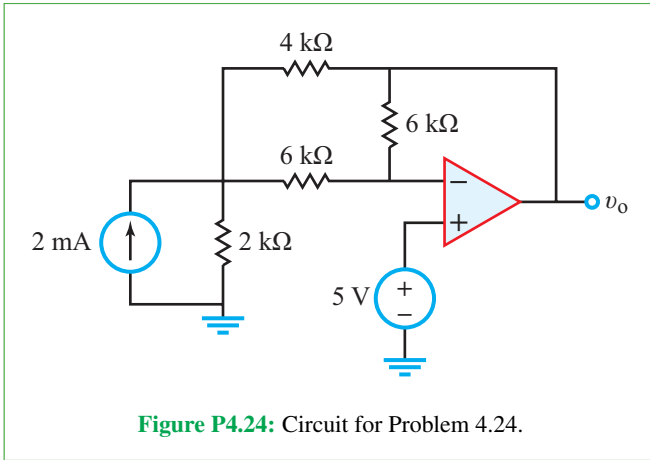 4 kΩ
6 kΩ
6 kΩ
−
+
υo
2 mA
2 kΩ
5 V
+
−
Figure P4.24: Circuit for Problem 4.24.